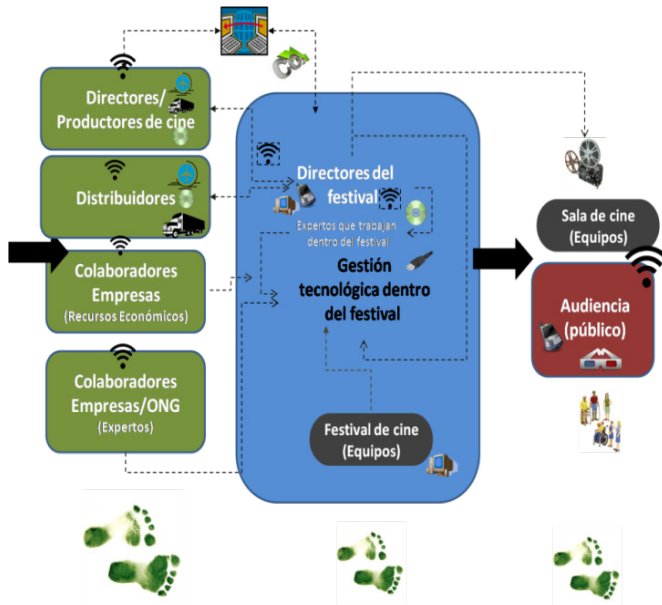 Directores/
Productores de cine
Distribuidores
Colaboradores
Empresas
(Recursos Económicos)
Colaboradores
Empresas/ONG
(Expertos)
CO2
Directores del
festival
Expertos que trabajan
dentro del festival
Gestión
tecnológica dentro
del festival
Festival de cine
(Equipos)
Sala de cine
(Equipos)
Audiencia
(público)